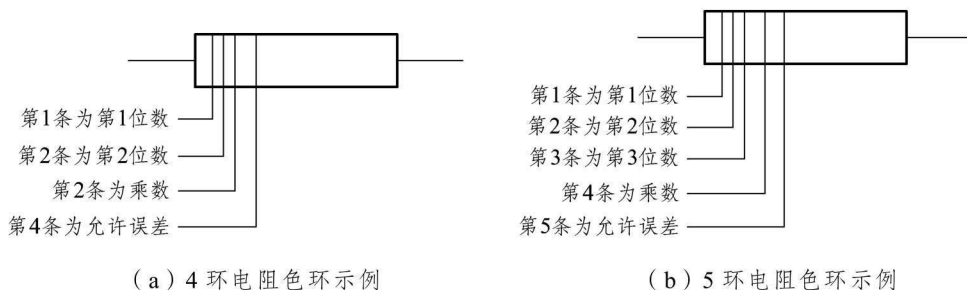 第1条为第1位数
第2条为第2位数
第2条为乘数
第4条为允许误差
(a)4环电阻色环示例
第1条为第1位数
第2条为第2位数
第3条为第3位数
第4条为乘数
第5条为允许误差
(b)5环电阻色环示例